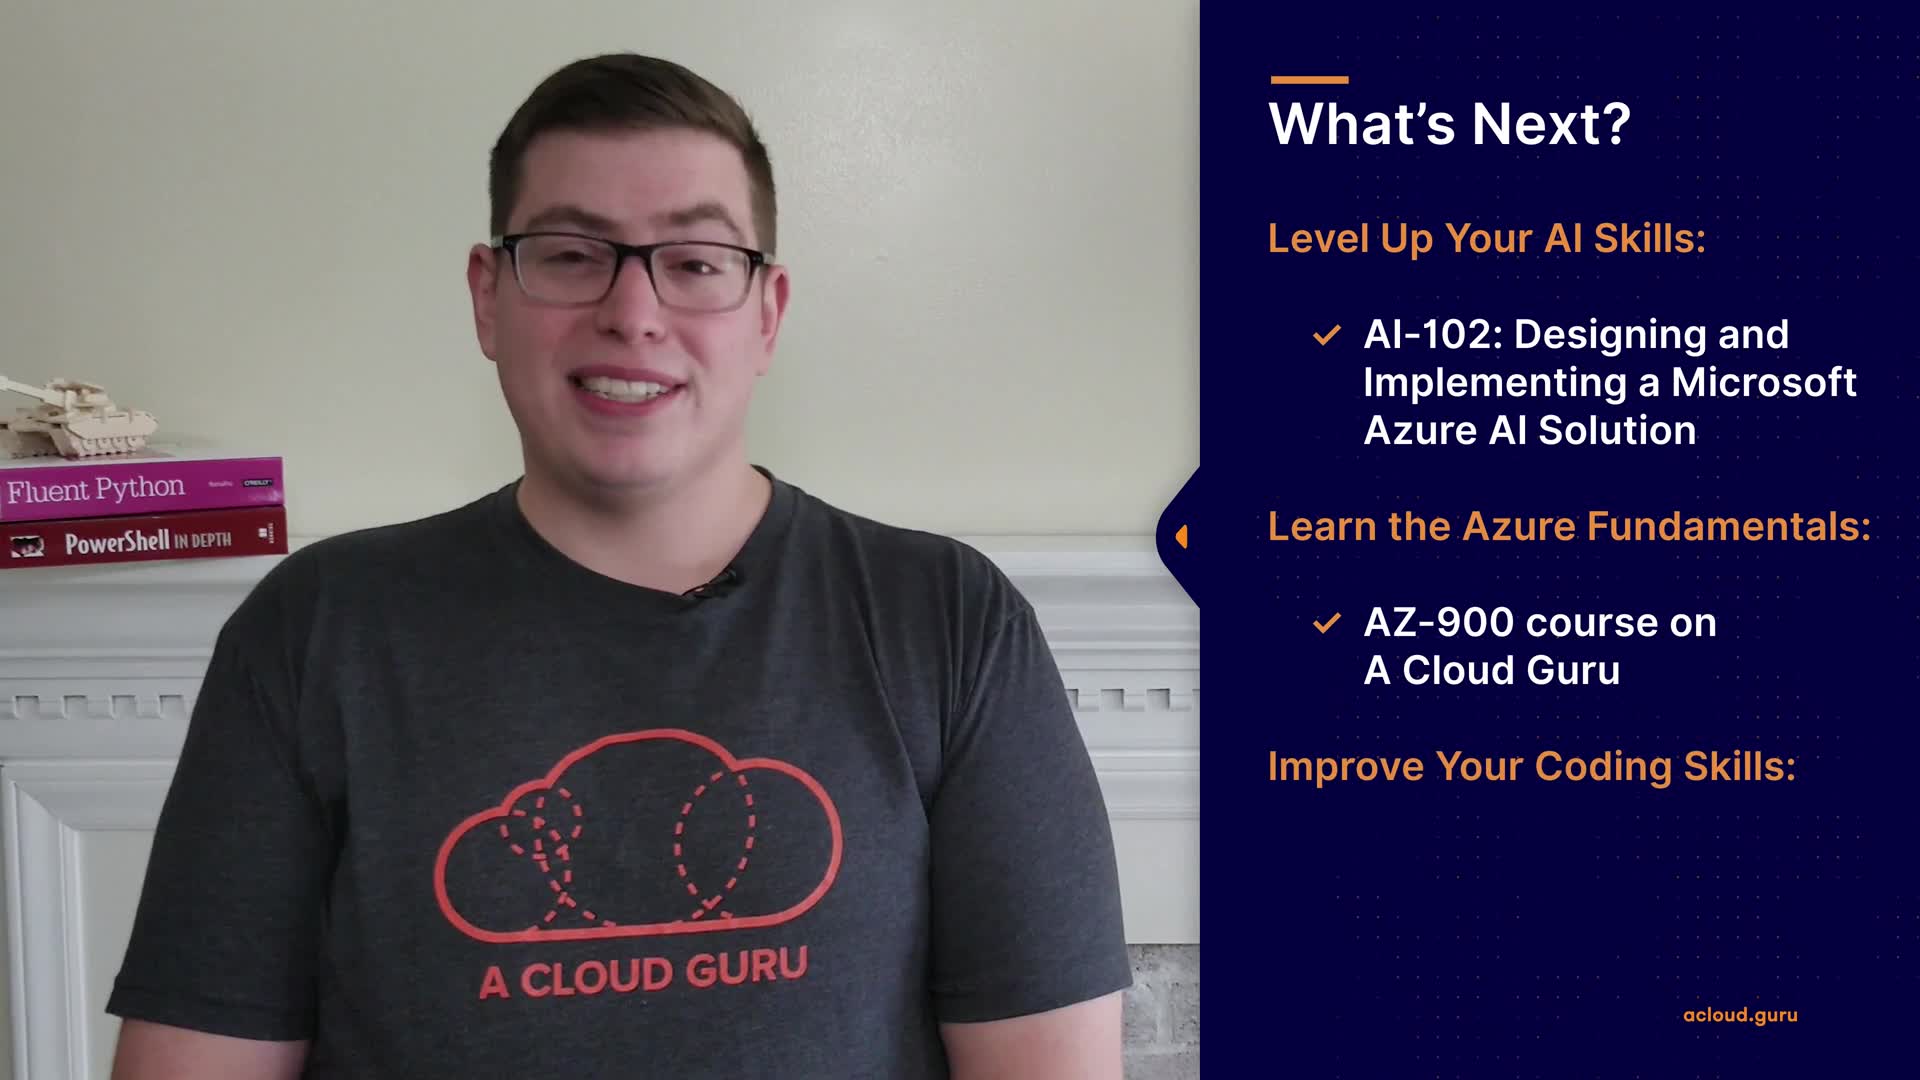 What's Next?
Level Up Your AI Skills:
AI-102: Designing and
Implementing a Microsoft
Azure AI Solution
Learn the Azure Fundamentals:
AZ-900 course on
A Cloud Guru
Improve Your Coding Skills:
acloud.guru
Fluent Python
O'REILLY
PowerShell IN DEPTH
A CLOUD GURU